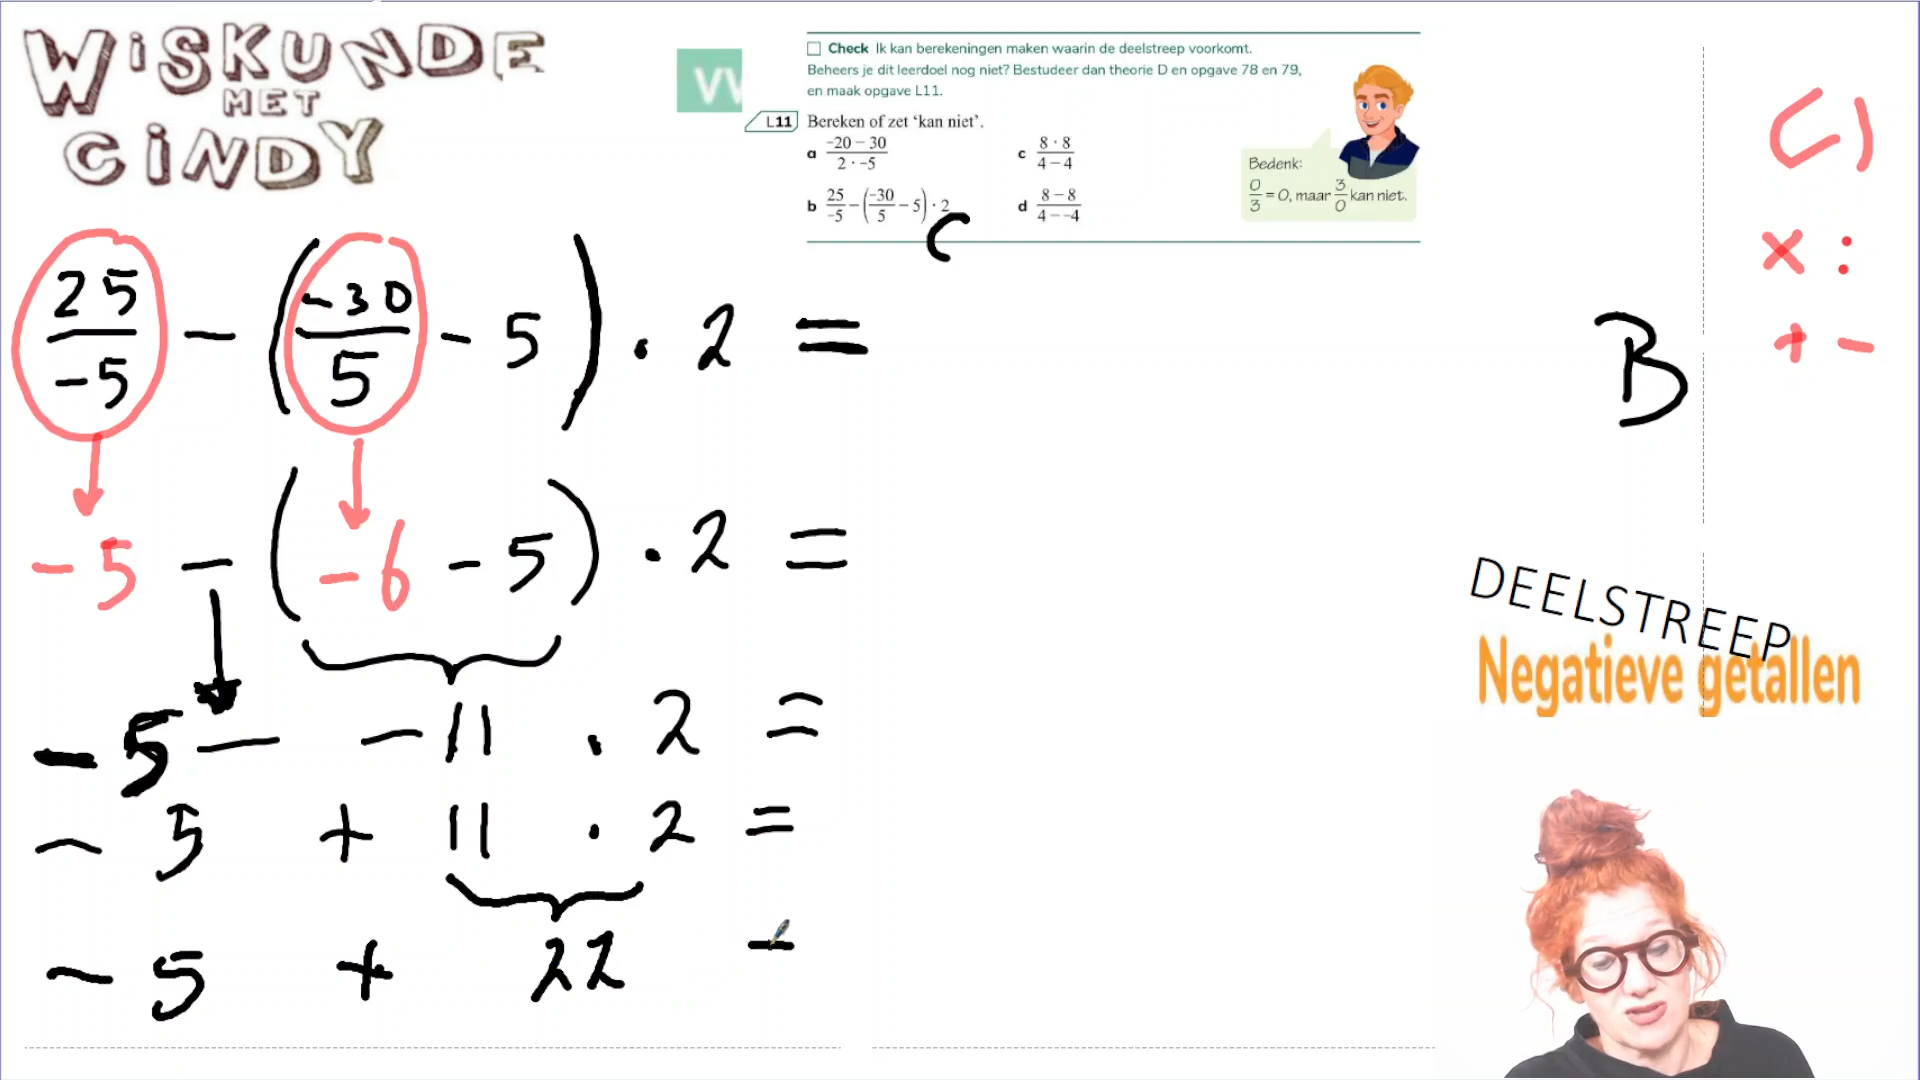 WiSKUNDE
MET
CiNDY
Check Ik kan berekeningen maken waarin de deelstreep voorkomt.
Beheers je dit leerdoel nog niet? Bestudeer dan theorie D en opgave 78 en 79,
en maak opgave L11.
L11 Bereken of zet ‘kan niet’.
a (-20 – 30)/(2 · -5)
b 25/-5 – (-30/5 – 5) · 2
c (8 · 8)/(4 – 4)
d (8 – 8)/(4 – -4)
Bedenk:
0/3 = 0, maar 3/0 kan niet.
C
( )
× :
+ -
B
25/-5 - (-30/5 - 5) · 2 =
-5 - (-6 - 5) · 2 =
-5 - -11 · 2 =
-5 + 11 · 2 =
-5 + 22 -
DEELSTREEP
Negatieve getallen